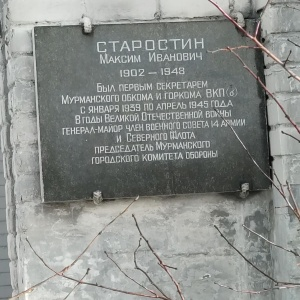 СТАРОСТИН
МАКСИМ ИВАНОВИЧ
1902 — 1948
БЫЛ ПЕРВЫМ СЕКРЕТАРЕМ
МУРМАНСКОГО ОБКОМА И ГОРКОМА ВКП(б)
С ЯНВАРЯ 1939 ПО АПРЕЛЬ 1945 ГОДА
В ГОДЫ ВЕЛИКОЙ ОТЕЧЕСТВЕННОЙ ВОЙНЫ
ГЕНЕРАЛ-МАЙОР ЧЛЕН ВОЕННОГО СОВЕТА 14 АРМИИ
И СЕВЕРНОГО ФЛОТА
ПРЕДСЕДАТЕЛЬ МУРМАНСКОГО
ГОРОДСКОГО КОМИТЕТА ОБОРОНЫ